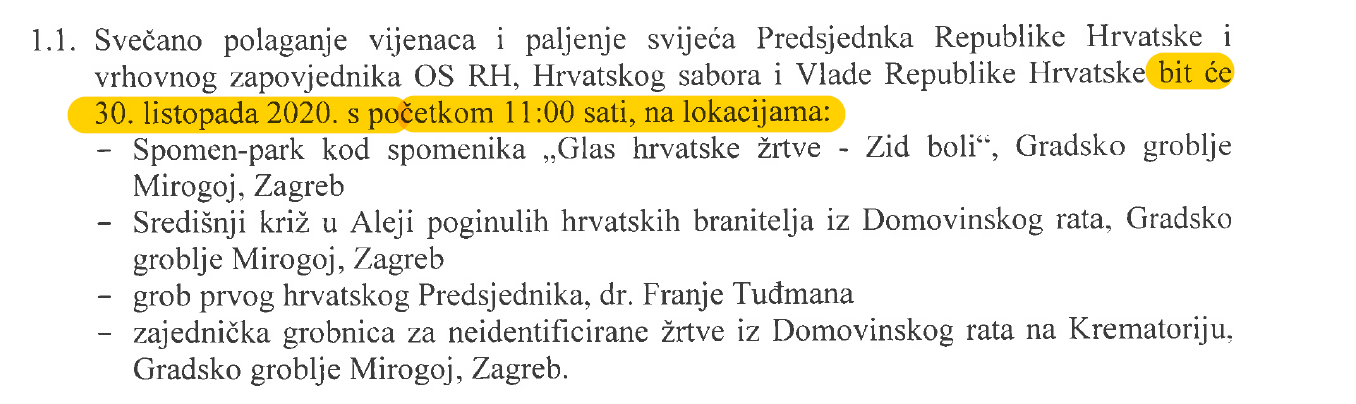 1.1. Svečano polaganje vijenaca i paljenje svijeća Predsjednka Republike Hrvatske i
vrhovnog zapovjednika OS RH, Hrvatskog sabora i Vlade Republike Hrvatske bit će
30. listopada 2020. s početkom 11:00 sati, na lokacijama:
– Spomen-park kod spomenika „Glas hrvatske žrtve - Zid boli“, Gradsko groblje
Mirogoj, Zagreb
– Središnji križ u Aleji poginulih hrvatskih branitelja iz Domovinskog rata, Gradsko
groblje Mirogoj, Zagreb
– grob prvog hrvatskog Predsjednika, dr. Franje Tuđmana
– zajednička grobnica za neidentificirane žrtve iz Domovinskog rata na Krematoriju,
Gradsko groblje Mirogoj, Zagreb.